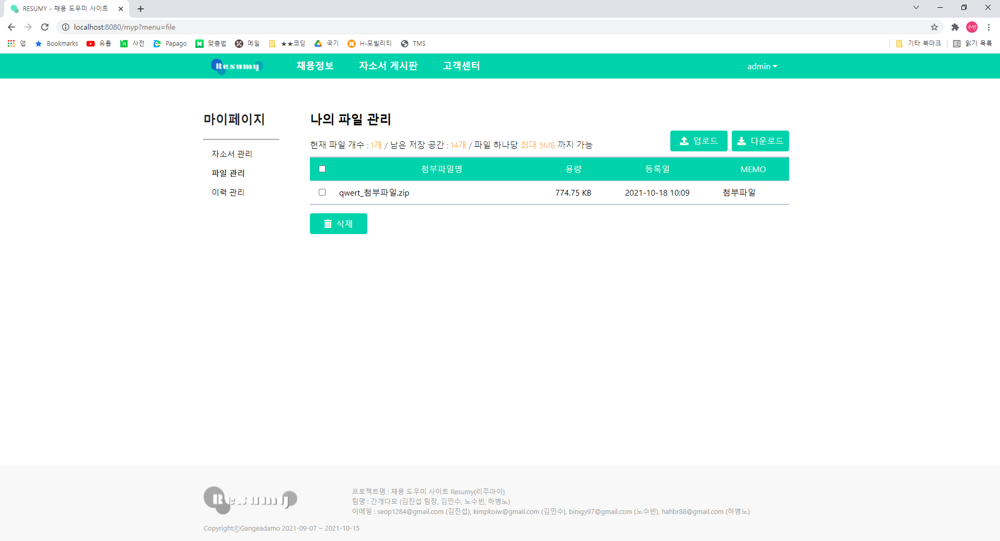 RESUMY - 채용 도우미 사이트
localhost:8080/myp?menu=file
수빈
앱 Bookmarks 유튭 사전 Papago 맞춤법 메일 ★★코딩 국기 H-모빌리티 TMS 기타 북마크 읽기 목록
Resumy 채용정보 자소서 게시판 고객센터 admin
마이페이지
자소서 관리
파일 관리
이력 관리
나의 파일 관리
현재 파일 개수 : 1개 / 남은 저장 공간 : 14개 / 파일 하나당 최대 5MB 까지 가능
업로드 다운로드
첨부파일명 용량 등록일 MEMO
qwert_첨부파일.zip 774.75 KB 2021-10-18 10:09 첨부파일
삭제
Resumy
프로젝트명 : 채용 도우미 사이트 Resumy(리주마이)
팀명 : 간개다모 (김진섭 팀장, 김민수, 노수빈, 하병노)
이메일 : seop1284@gmail.com (김진섭), kimpkoiw@gmail.com (김민수), binigy97@gmail.com (노수빈), hahbr88@gmail.com (하병노)
CopyrightⓒGangeadamo 2021-09-07 ~ 2021-10-15